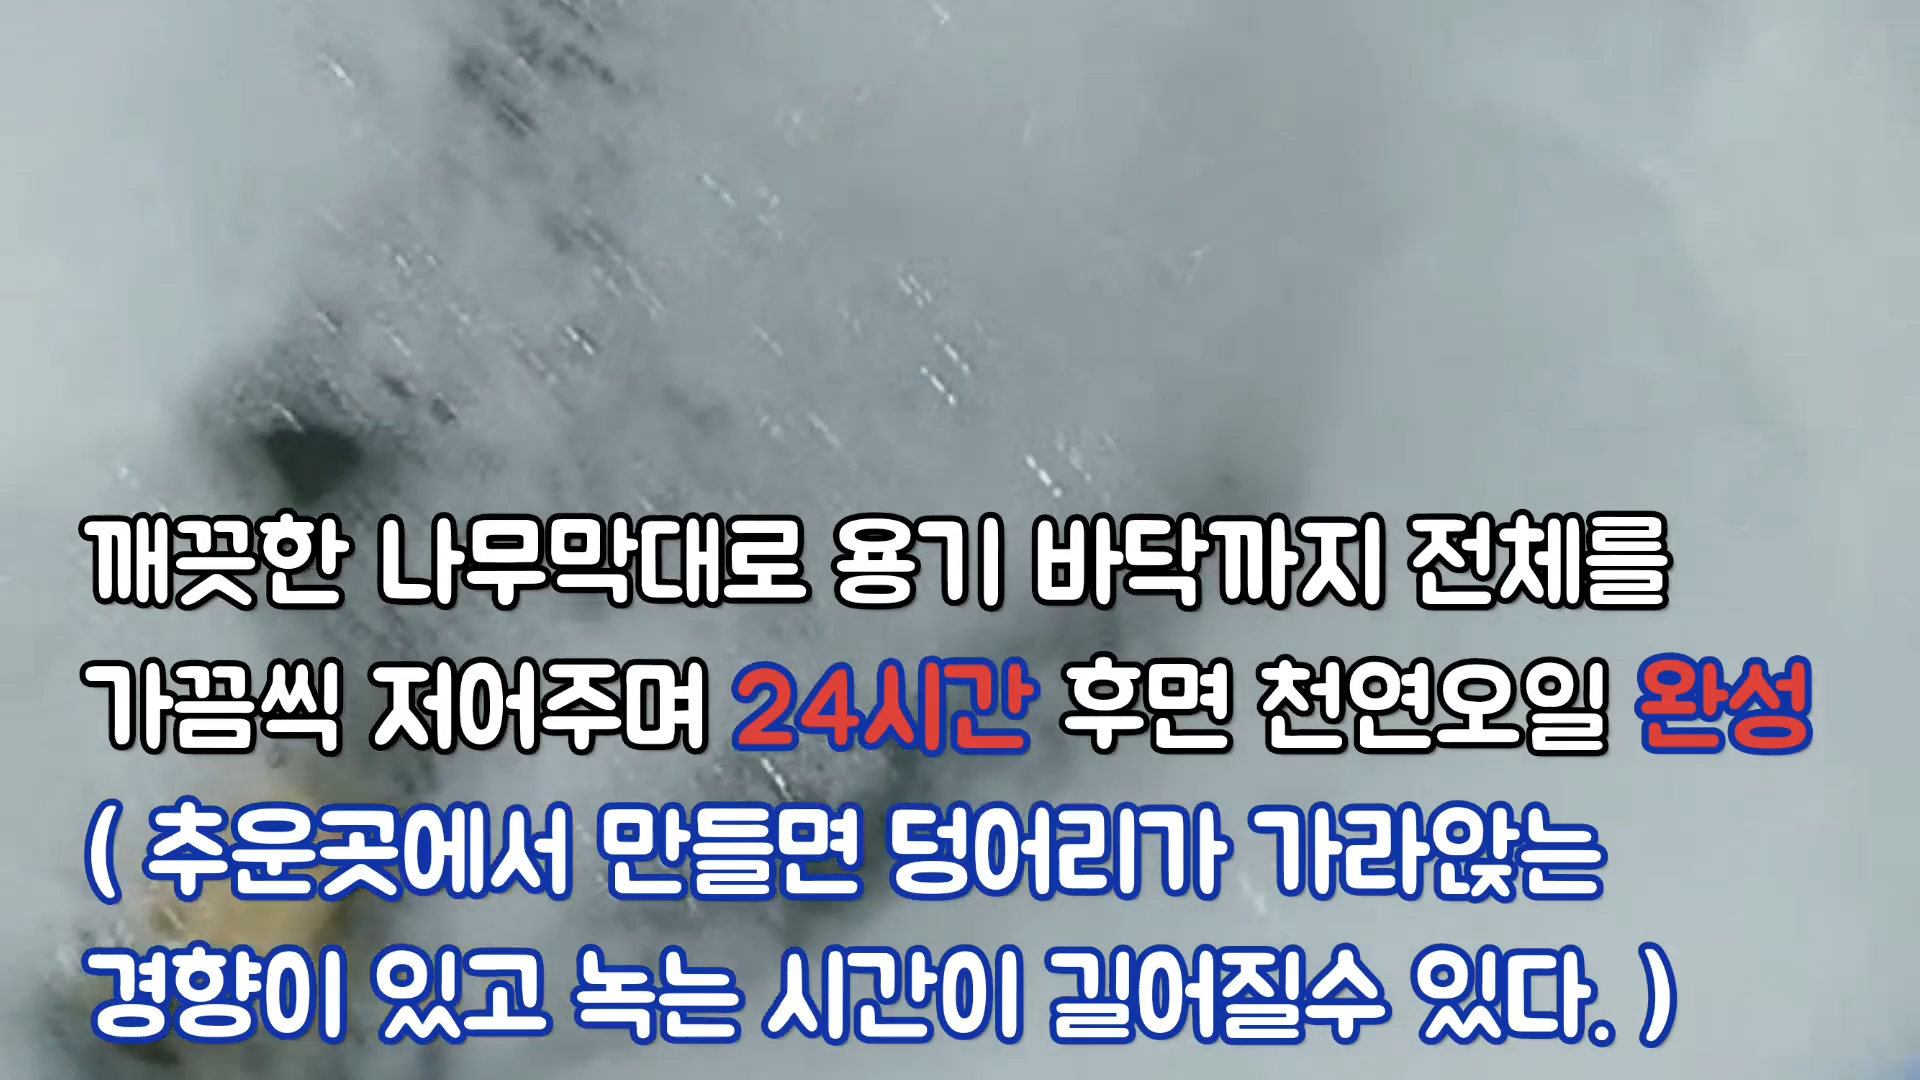 깨끗한 나무막대로 용기 바닥까지 전체를
가끔씩 저어주며 24시간 후면 천연오일 완성
( 추운곳에서 만들면 덩어리가 가라앉는
경향이 있고 녹는 시간이 길어질수 있다. )